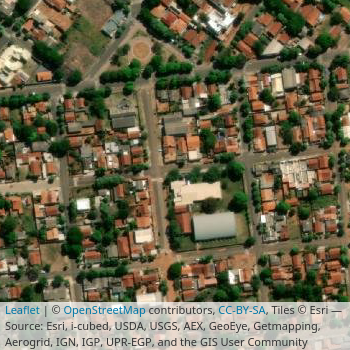 Leaflet | © OpenStreetMap contributors, CC-BY-SA, Tiles © Esri —
Source: Esri, i-cubed, USDA, USGS, AEX, GeoEye, Getmapping,
Aerogrid, IGN, IGP, UPR-EGP, and the GIS User Community